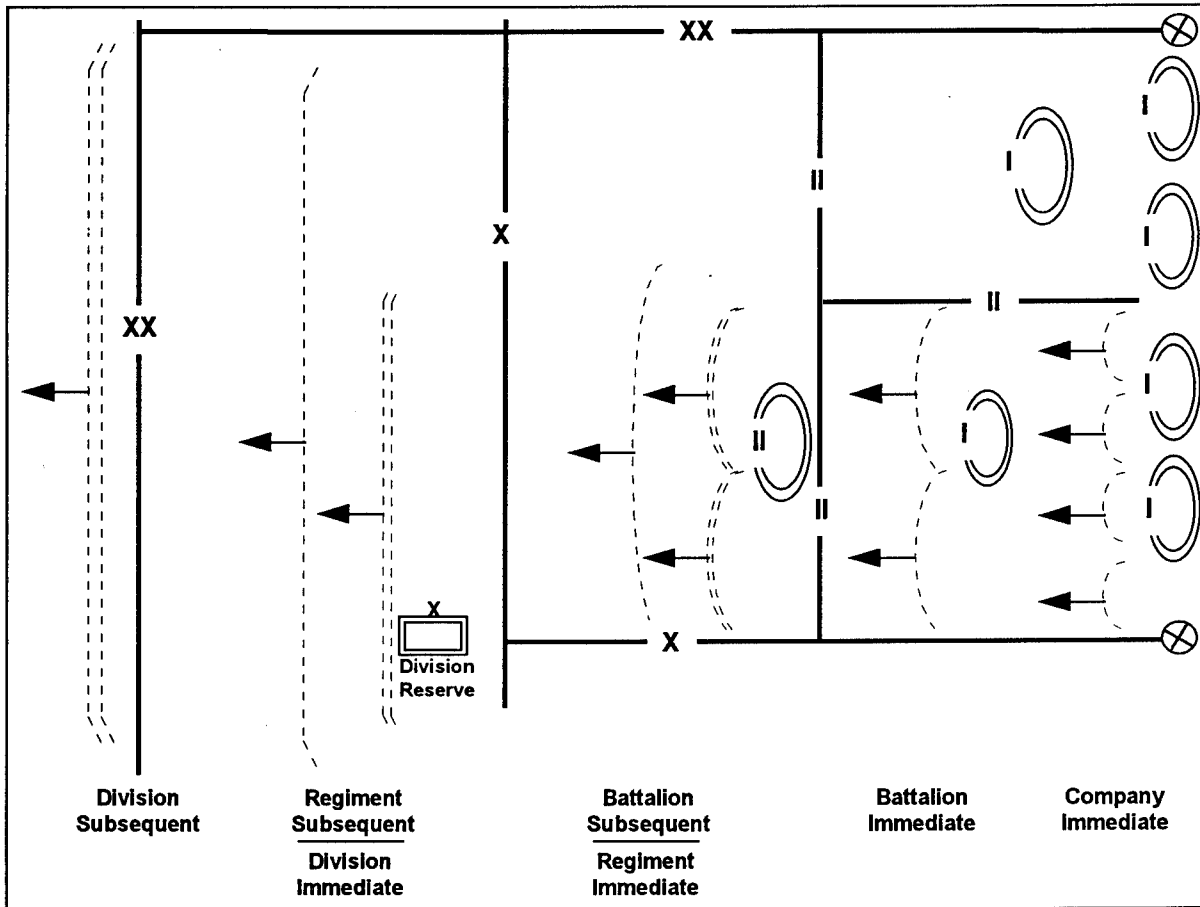 XX
I
I
II
I
X
II
XX
I
II
I
II
I
X
Division
Reserve
X
Division
Subsequent
Regiment
Subsequent
Division
Immediate
Battalion
Subsequent
Regiment
Immediate
Battalion
Immediate
Company
Immediate